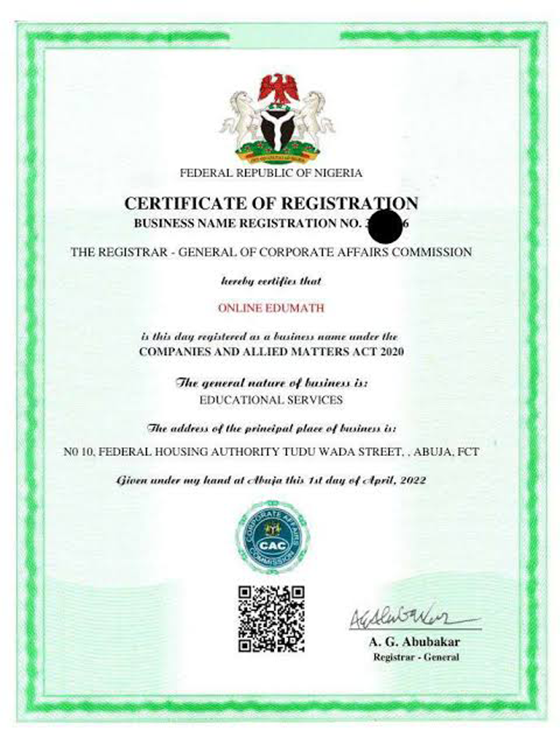 FEDERAL REPUBLIC OF NIGERIA
CERTIFICATE OF REGISTRATION
BUSINESS NAME REGISTRATION NO. 3 6
THE REGISTRAR - GENERAL OF CORPORATE AFFAIRS COMMISSION
hereby certifies that
ONLINE EDUMATH
is this day registered as a business name under the
COMPANIES AND ALLIED MATTERS ACT 2020
The general nature of business is:
EDUCATIONAL SERVICES
The address of the principal place of business is:
N0 10, FEDERAL HOUSING AUTHORITY TUDU WADA STREET, , ABUJA, FCT
Given under my hand at Abuja this 1st day of April, 2022
CORPORATE AFFAIRS
CAC
COMMISSION
A. G. Abubakar
Registrar - General